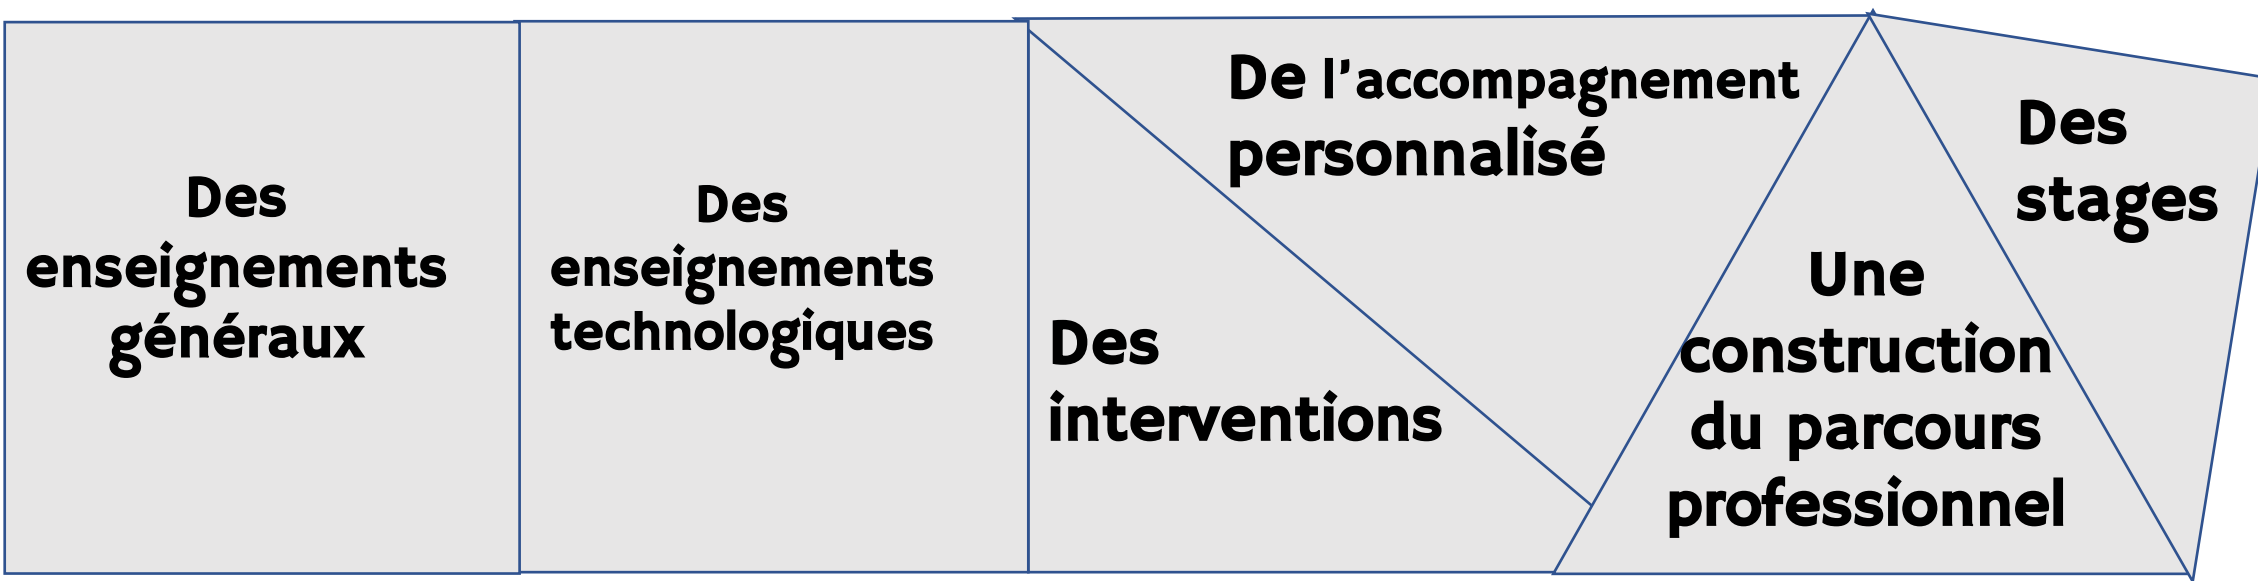 Des
enseignements
généraux
Des
enseignements
technologiques
Des
interventions
De l’accompagnement
personnalisé
Une
construction
du parcours
professionnel
Des
stages